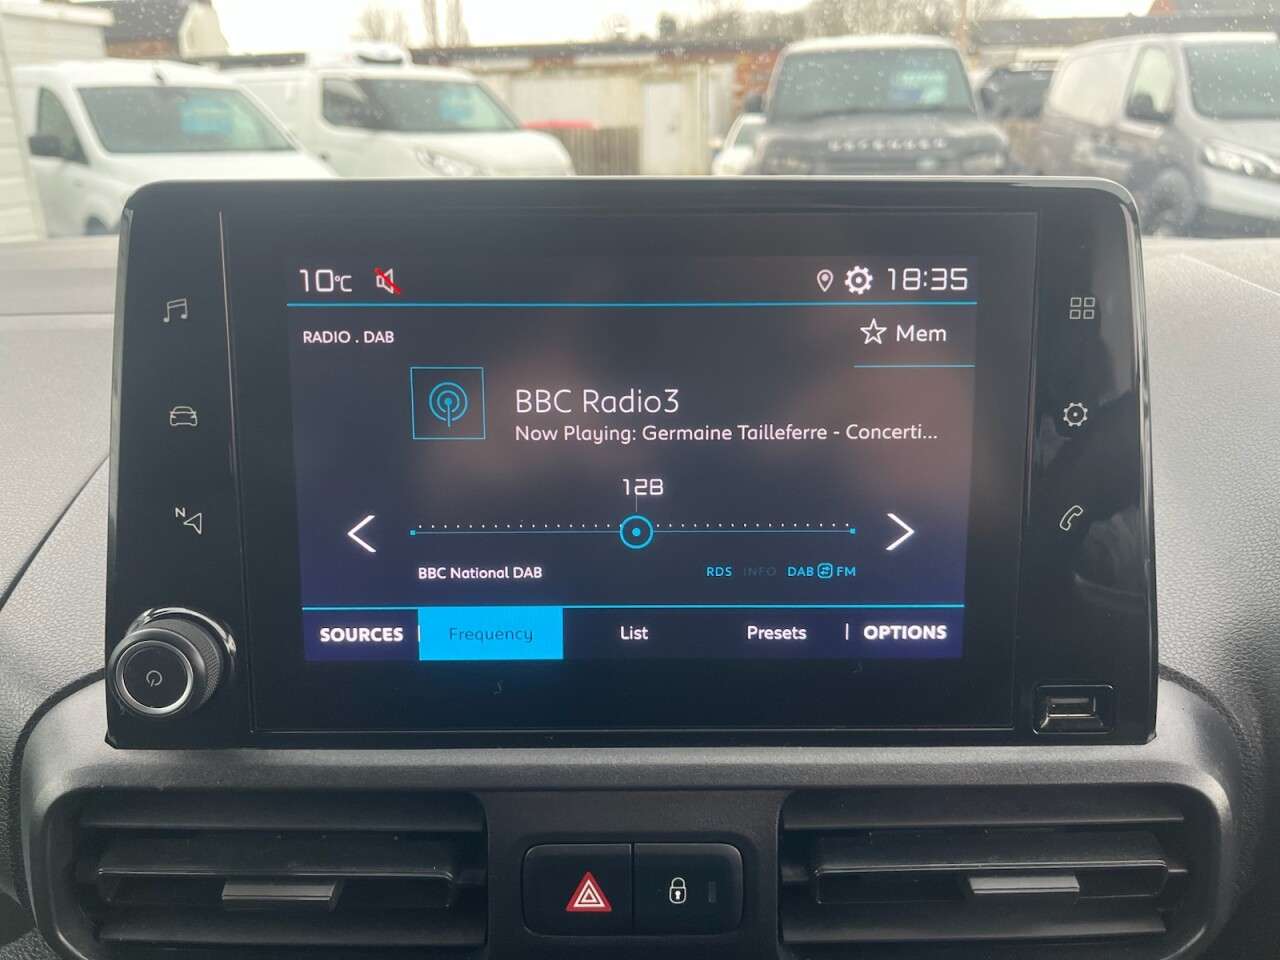 DEFENDER
10°C 18:35
RADIO . DAB
Mem
BBC Radio3
Now Playing: Germaine Tailleferre - Concerti...
12B
N
BBC National DAB RDS INFO DAB FM
SOURCES Frequency List Presets OPTIONS